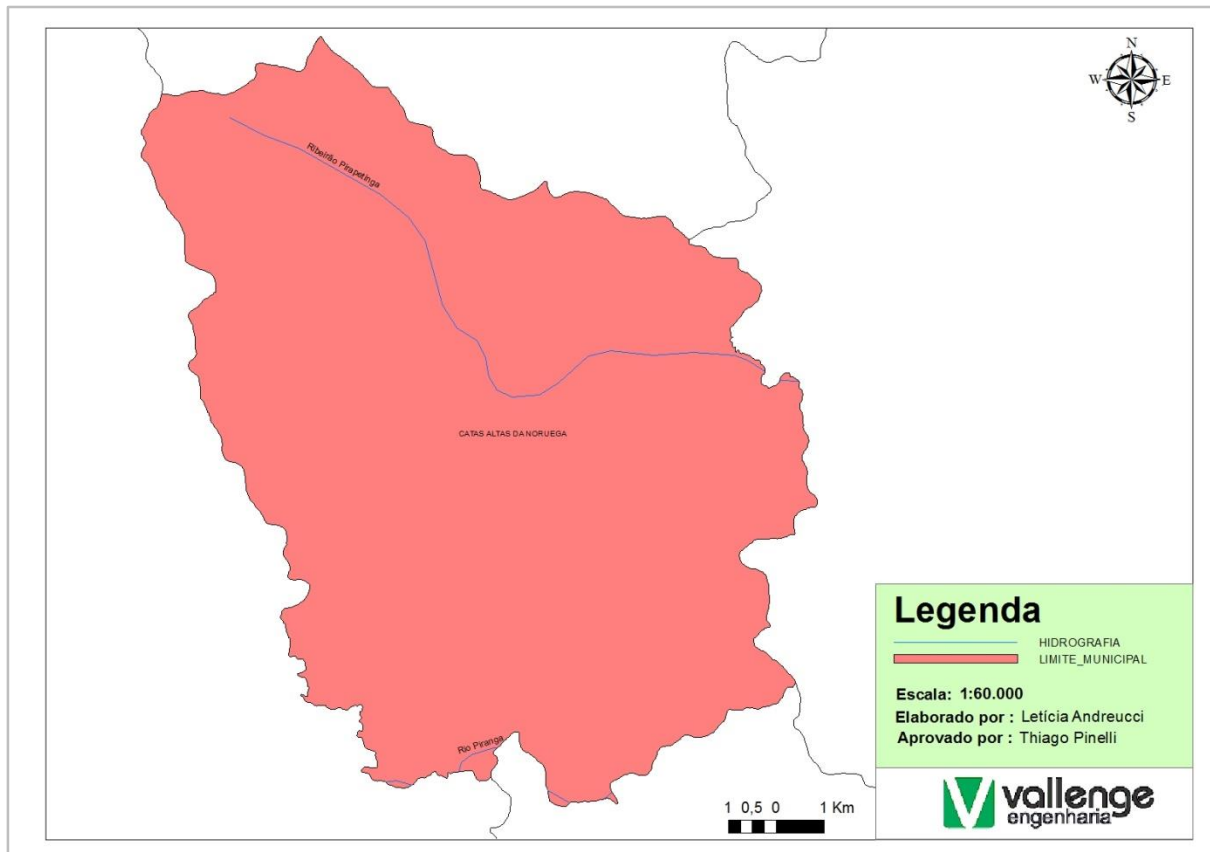 N
W E
S
Ribeirão Pirapetinga
CATAS ALTAS DA NORUEGA
Rio Piranga
Legenda
HIDROGRAFIA
LIMITE_MUNICIPAL
Escala: 1:60.000
Elaborado por : Letícia Andreucci
Aprovado por : Thiago Pinelli
1 0,5 0 1 Km
vallenge
engenharia